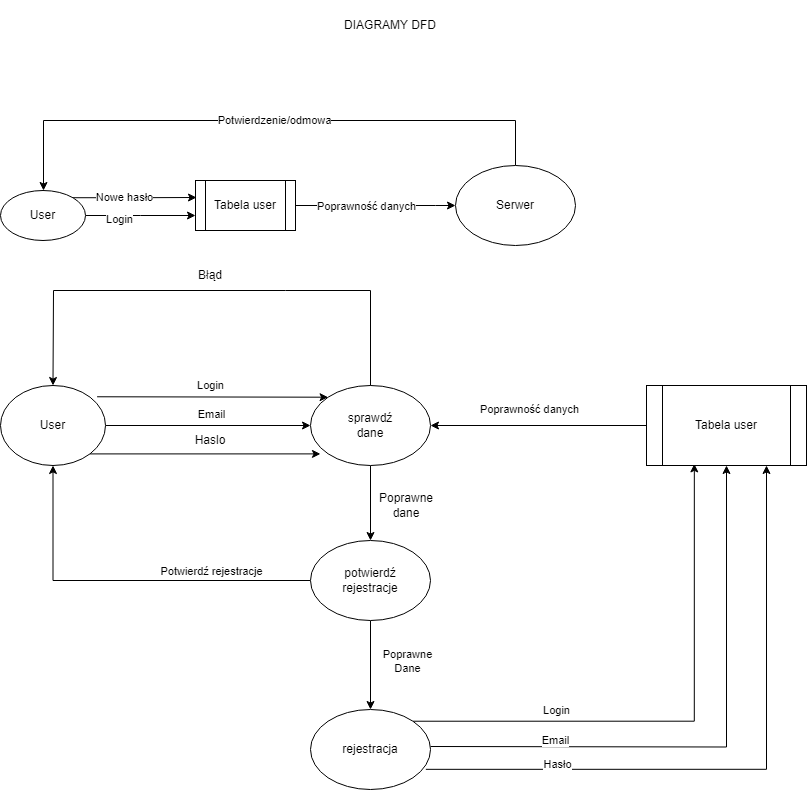 DIAGRAMY DFD
Potwierdzenie/odmowa
Nowe hasło
Login
User
Tabela user
Poprawność danych
Serwer
Błąd
Login
Email
Haslo
User
sprawdź
dane
Poprawność danych
Tabela user
Poprawne
dane
Potwierdź rejestracje
potwierdź
rejestracje
Poprawne
Dane
rejestracja
Login
Email
Hasło